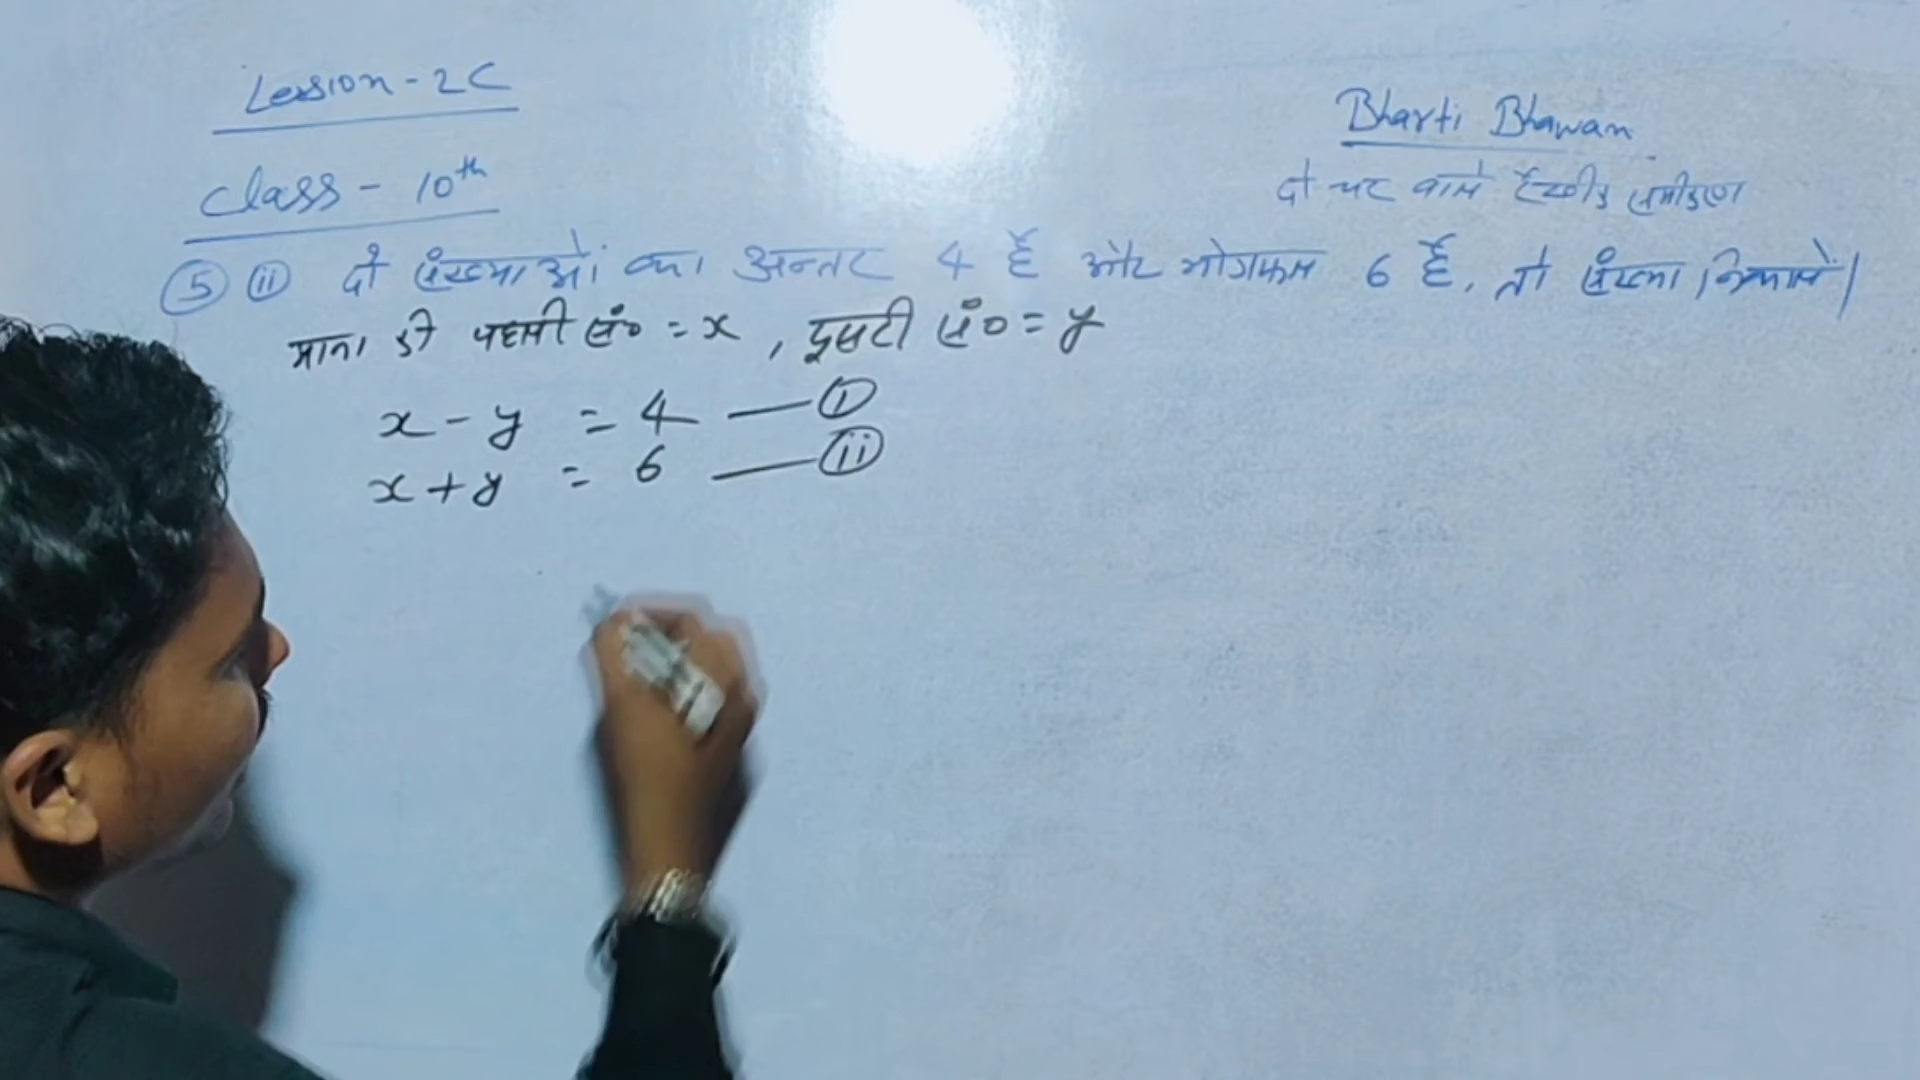 Lession - 2C
Class - 10th
Bharti Bhawan
दो चर वाले रैखीक समीकरण
5 ii दो संख्याओं का अन्तर 4 है और योगफल 6 है, तो संख्या निकालें।
माना की पहली सं० = x , दूसरी सं० = y
x - y = 4 — i
x + y = 6 — ii